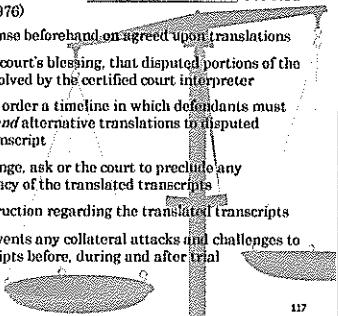 976)
nse beforehand on agreed upon translations
court's blessing, that disputed portions of the
olved by the certified court interpreter
order a timeline in which defendants must
and alternative translations to disputed
nscript
nge, ask or the court to preclude any
acy of the translated transcripts
ruction regarding the translated transcripts
vents any collateral attacks and challenges to
ipts before, during and after trial
117